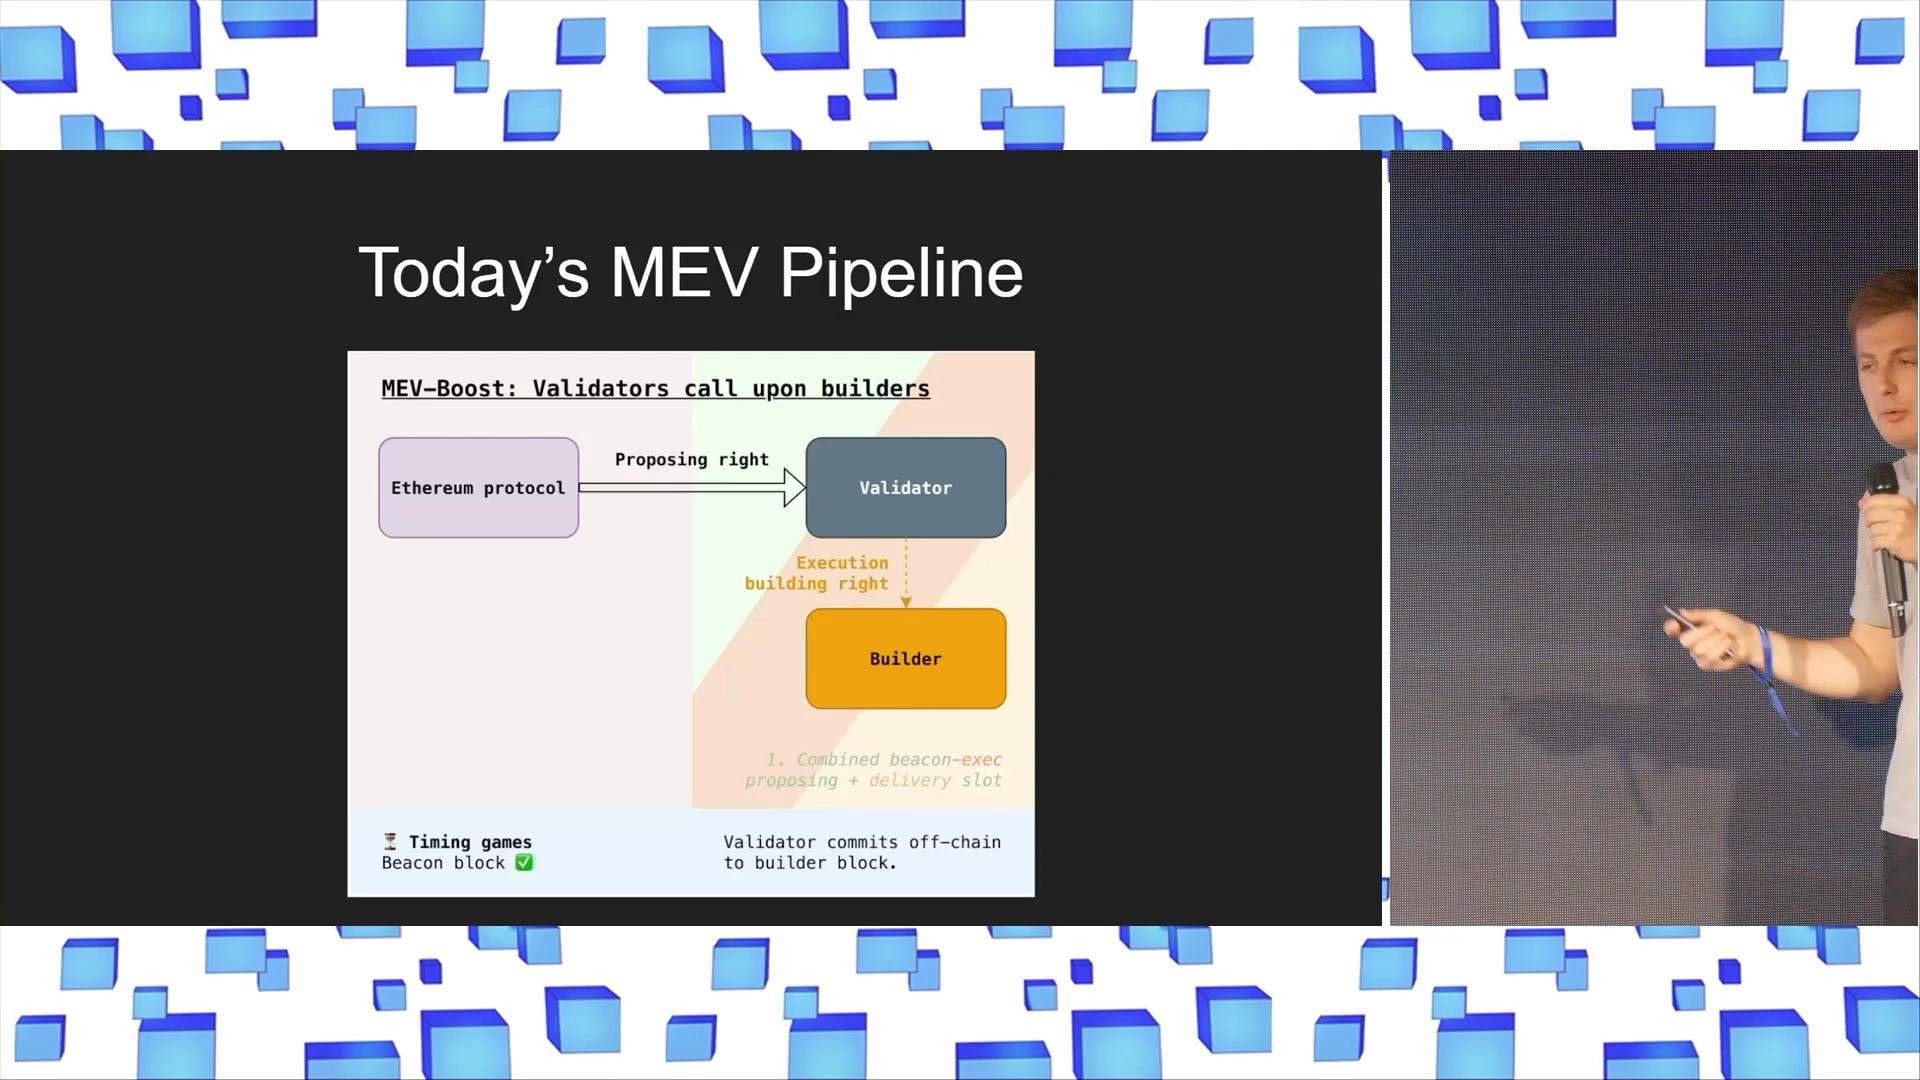 Today’s MEV Pipeline
MEV-Boost: Validators call upon builders
Ethereum protocol
Proposing right
Validator
Execution
building right
Builder
1. Combined beacon-exec
proposing + delivery slot
⏳ Timing games
Beacon block ✅
Validator commits off-chain
to builder block.